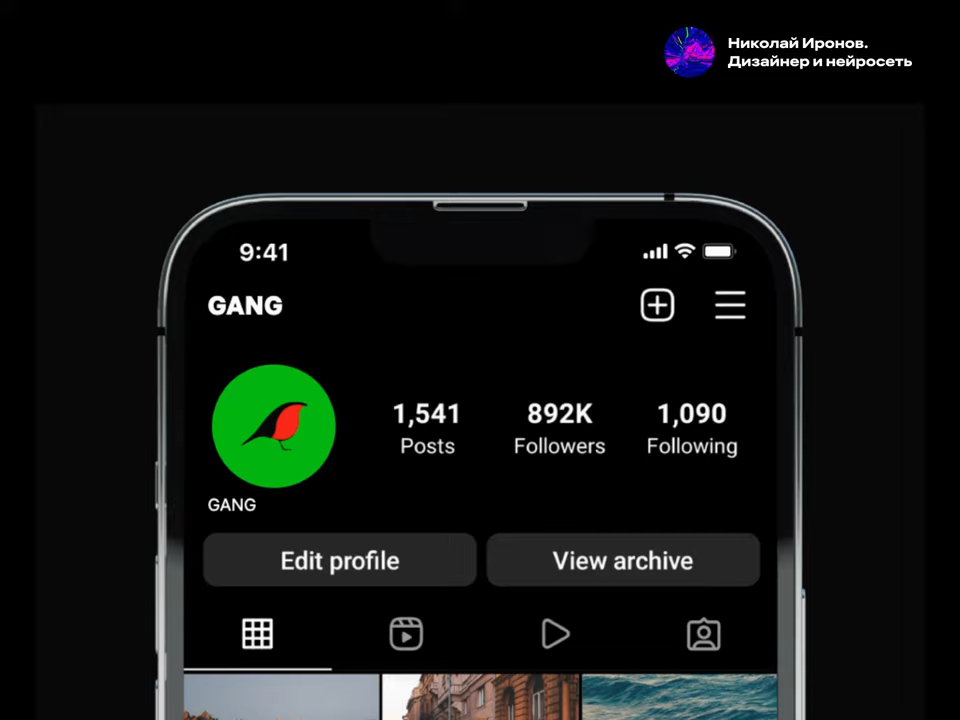 Николай Иронов.
Дизайнер и нейросеть
9:41
GANG
1,541
Posts
892K
Followers
1,090
Following
GANG
Edit profile
View archive